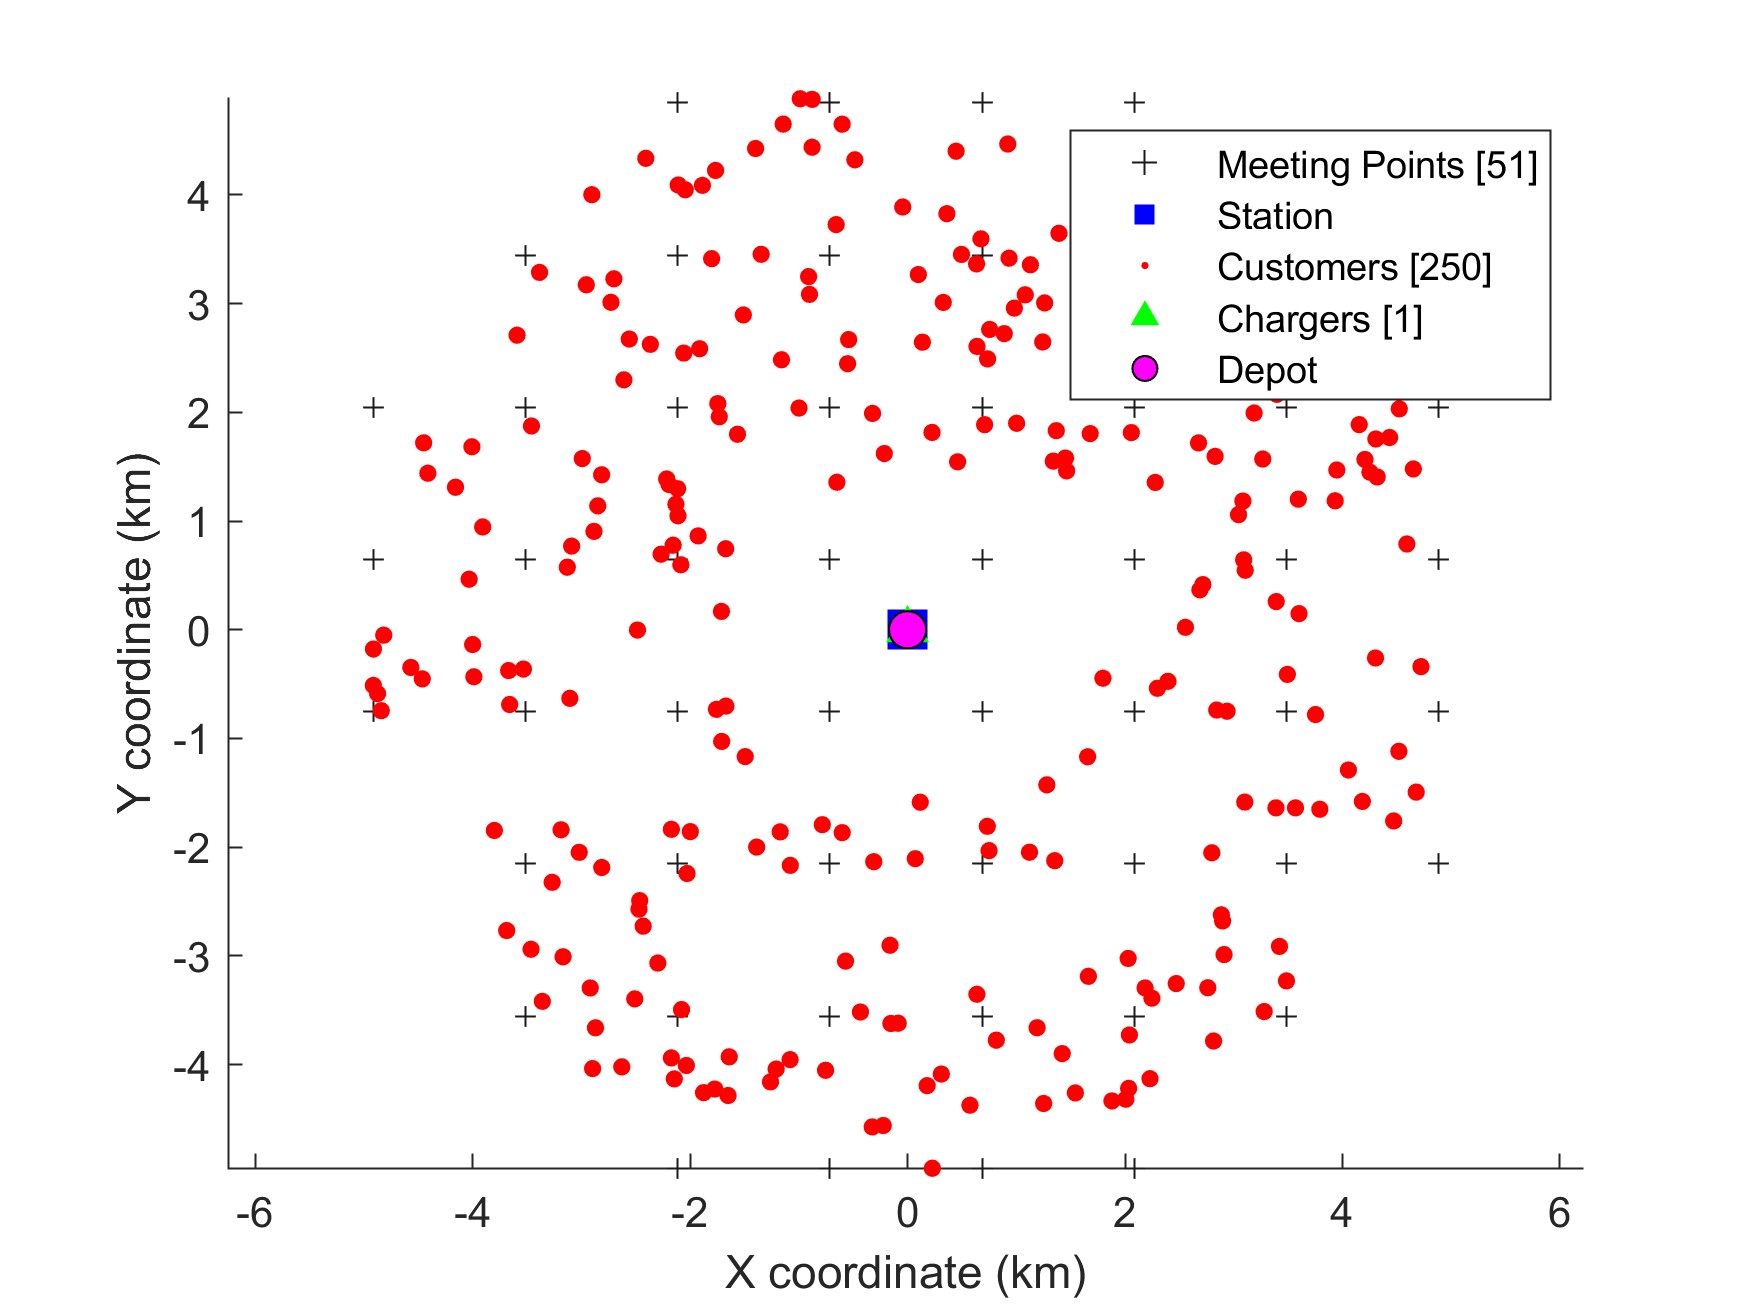 Meeting Points [51]
Station
Customers [250]
Chargers [1]
Depot
4
3
2
1
0
-1
-2
-3
-4
Y coordinate (km)
-6 -4 -2 0 2 4 6
X coordinate (km)